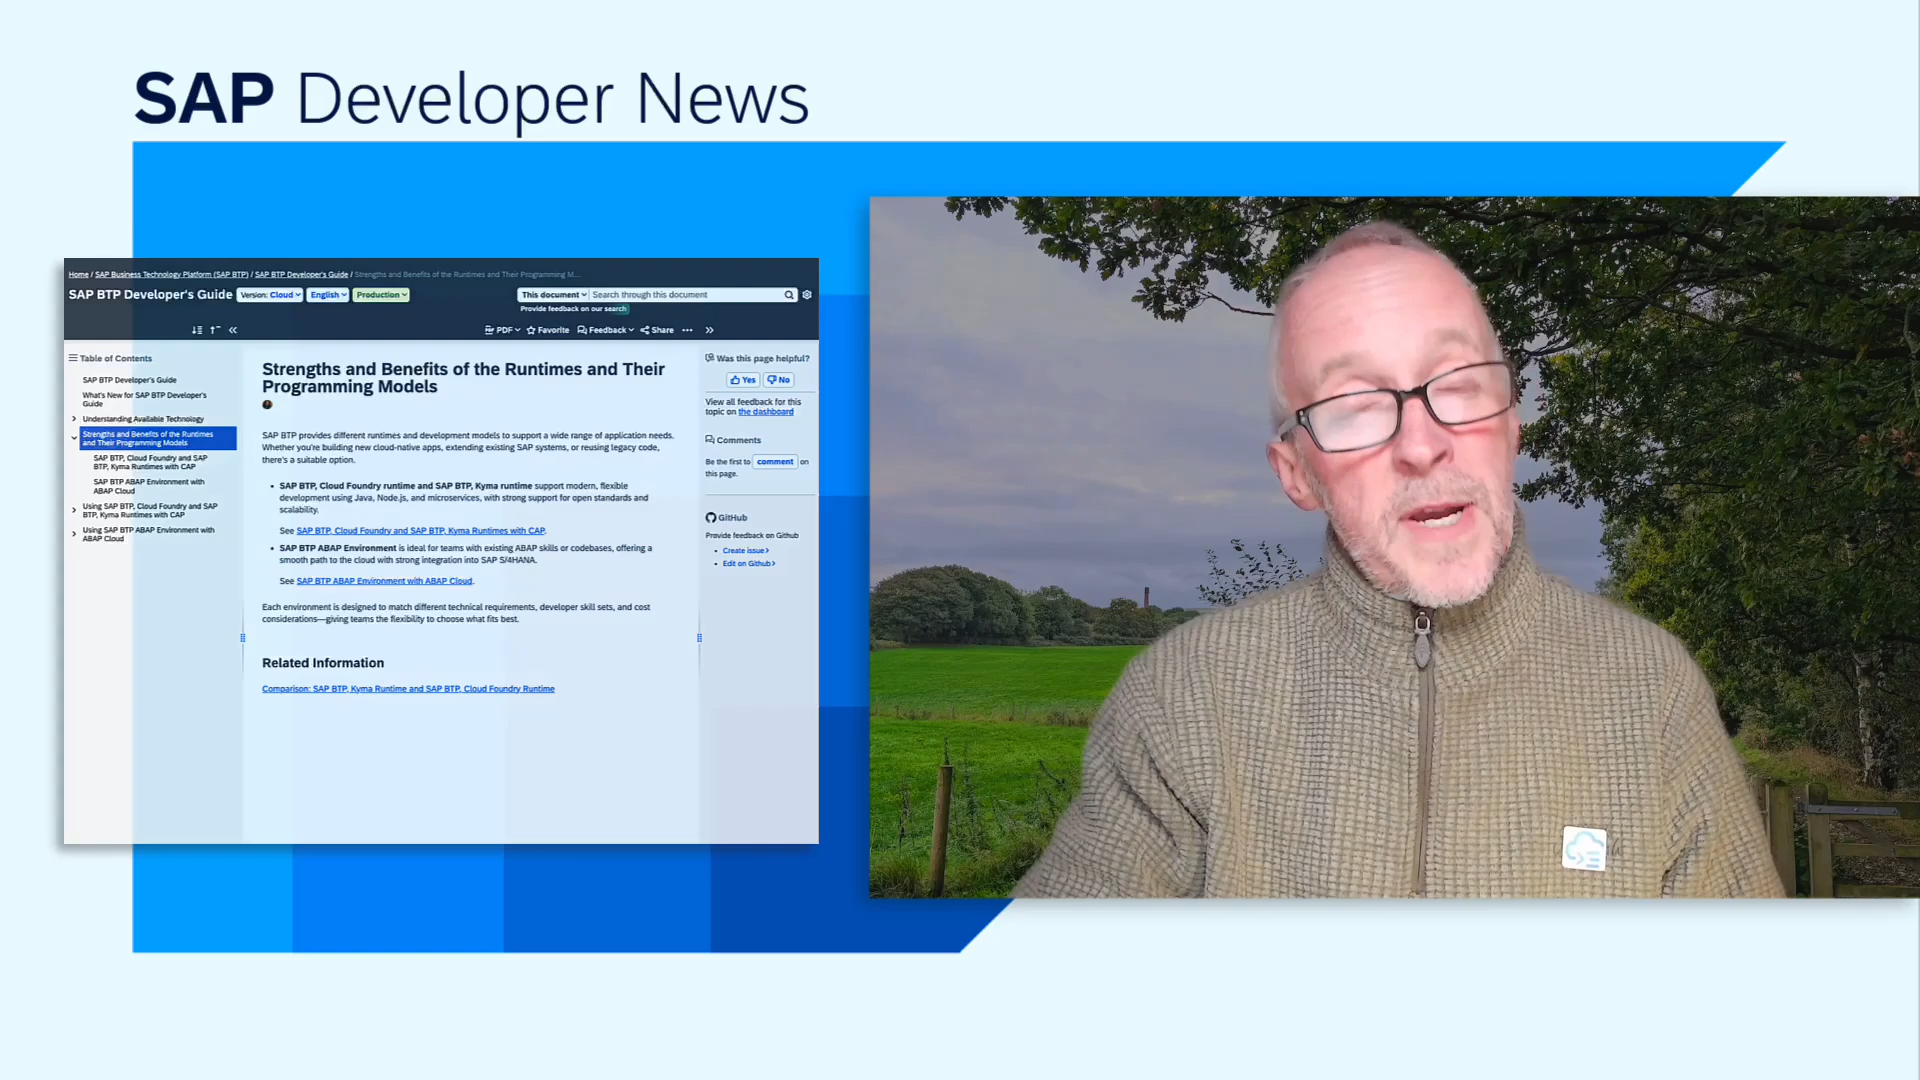 SAP Developer News
Home / SAP Business Technology Platform (SAP BTP) / SAP BTP Developer's Guide / Strengths and Benefits of the Runtimes and Their Programming M...
SAP BTP Developer's Guide Version: Cloud English Production This document Search through this document
Provide feedback on our search
PDF Favorite Feedback Share
Table of Contents
SAP BTP Developer's Guide
What's New for SAP BTP Developer's
Guide
Understanding Available Technology
Strengths and Benefits of the Runtimes
and Their Programming Models
SAP BTP, Cloud Foundry and SAP
BTP, Kyma Runtimes with CAP
SAP BTP ABAP Environment with
ABAP Cloud
Using SAP BTP, Cloud Foundry and SAP
BTP, Kyma Runtimes with CAP
Using SAP BTP ABAP Environment with
ABAP Cloud
Strengths and Benefits of the Runtimes and Their
Programming Models
SAP BTP provides different runtimes and development models to support a wide range of application needs.
Whether you're building new cloud-native apps, extending existing SAP systems, or reusing legacy code,
there's a suitable option.
• SAP BTP, Cloud Foundry runtime and SAP BTP, Kyma runtime support modern, flexible
development using Java, Node.js, and microservices, with strong support for open standards and
scalability.
See SAP BTP, Cloud Foundry and SAP BTP, Kyma Runtimes with CAP.
• SAP BTP ABAP Environment is ideal for teams with existing ABAP skills or codebases, offering a
smooth path to the cloud with strong integration into SAP S/4HANA.
See SAP BTP ABAP Environment with ABAP Cloud.
Each environment is designed to match different technical requirements, developer skill sets, and cost
considerations—giving teams the flexibility to choose what fits best.
Related Information
Comparison: SAP BTP, Kyma Runtime and SAP BTP, Cloud Foundry Runtime
Was this page helpful?
Yes No
View all feedback for this
topic on the dashboard
Comments
Be the first to comment on
this page.
GitHub
Provide feedback on Github
• Create issue
• Edit on Github